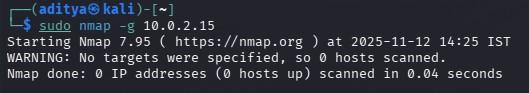 ┌──(aditya㉿kali)-[~]
└─$ sudo nmap -g 10.0.2.15
Starting Nmap 7.95 ( https://nmap.org ) at 2025-11-12 14:25 IST
WARNING: No targets were specified, so 0 hosts scanned.
Nmap done: 0 IP addresses (0 hosts up) scanned in 0.04 seconds